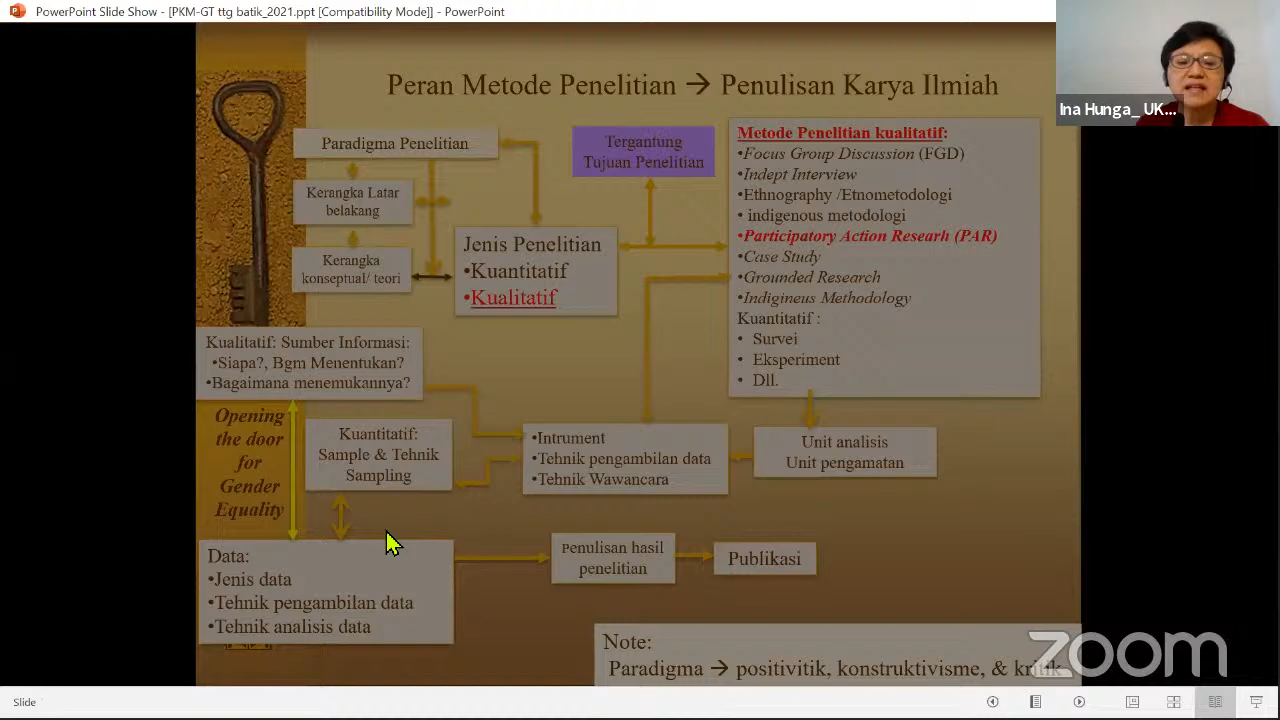 PowerPoint Slide Show - [PKM-GT ttg batik_2021.ppt [Compatibility Mode]] - PowerPoint
Ina Hunga_ UK...
Peran Metode Penelitian → Penulisan Karya Ilmiah
Paradigma Penelitian
Kerangka Latar
belakang
Kerangka
konseptual/ teori
Jenis Penelitian
•Kuantitatif
•Kualitatif
Tergantung
Tujuan Penelitian
Metode Penelitian kualitatif:
•Focus Group Discussion (FGD)
•Indept Interview
•Ethnography /Etnometodologi
• indigenous metodologi
•Participatory Action Researh (PAR)
•Case Study
•Grounded Research
•Indigineus Methodology
Kuantitatif :
• Survei
• Eksperiment
• Dll.
Kualitatif: Sumber Informasi:
•Siapa?, Bgm Menentukan?
•Bagaimana menemukannya?
Opening
the door
for
Gender
Equality
Kuantitatif:
Sample & Tehnik
Sampling
•Intrument
•Tehnik pengambilan data
•Tehnik Wawancara
Unit analisis
Unit pengamatan
Data:
•Jenis data
•Tehnik pengambilan data
•Tehnik analisis data
Penulisan hasil
penelitian
Publikasi
Note:
Paradigma → positivitik, konstruktivisme, & kritik
zoom
Slide